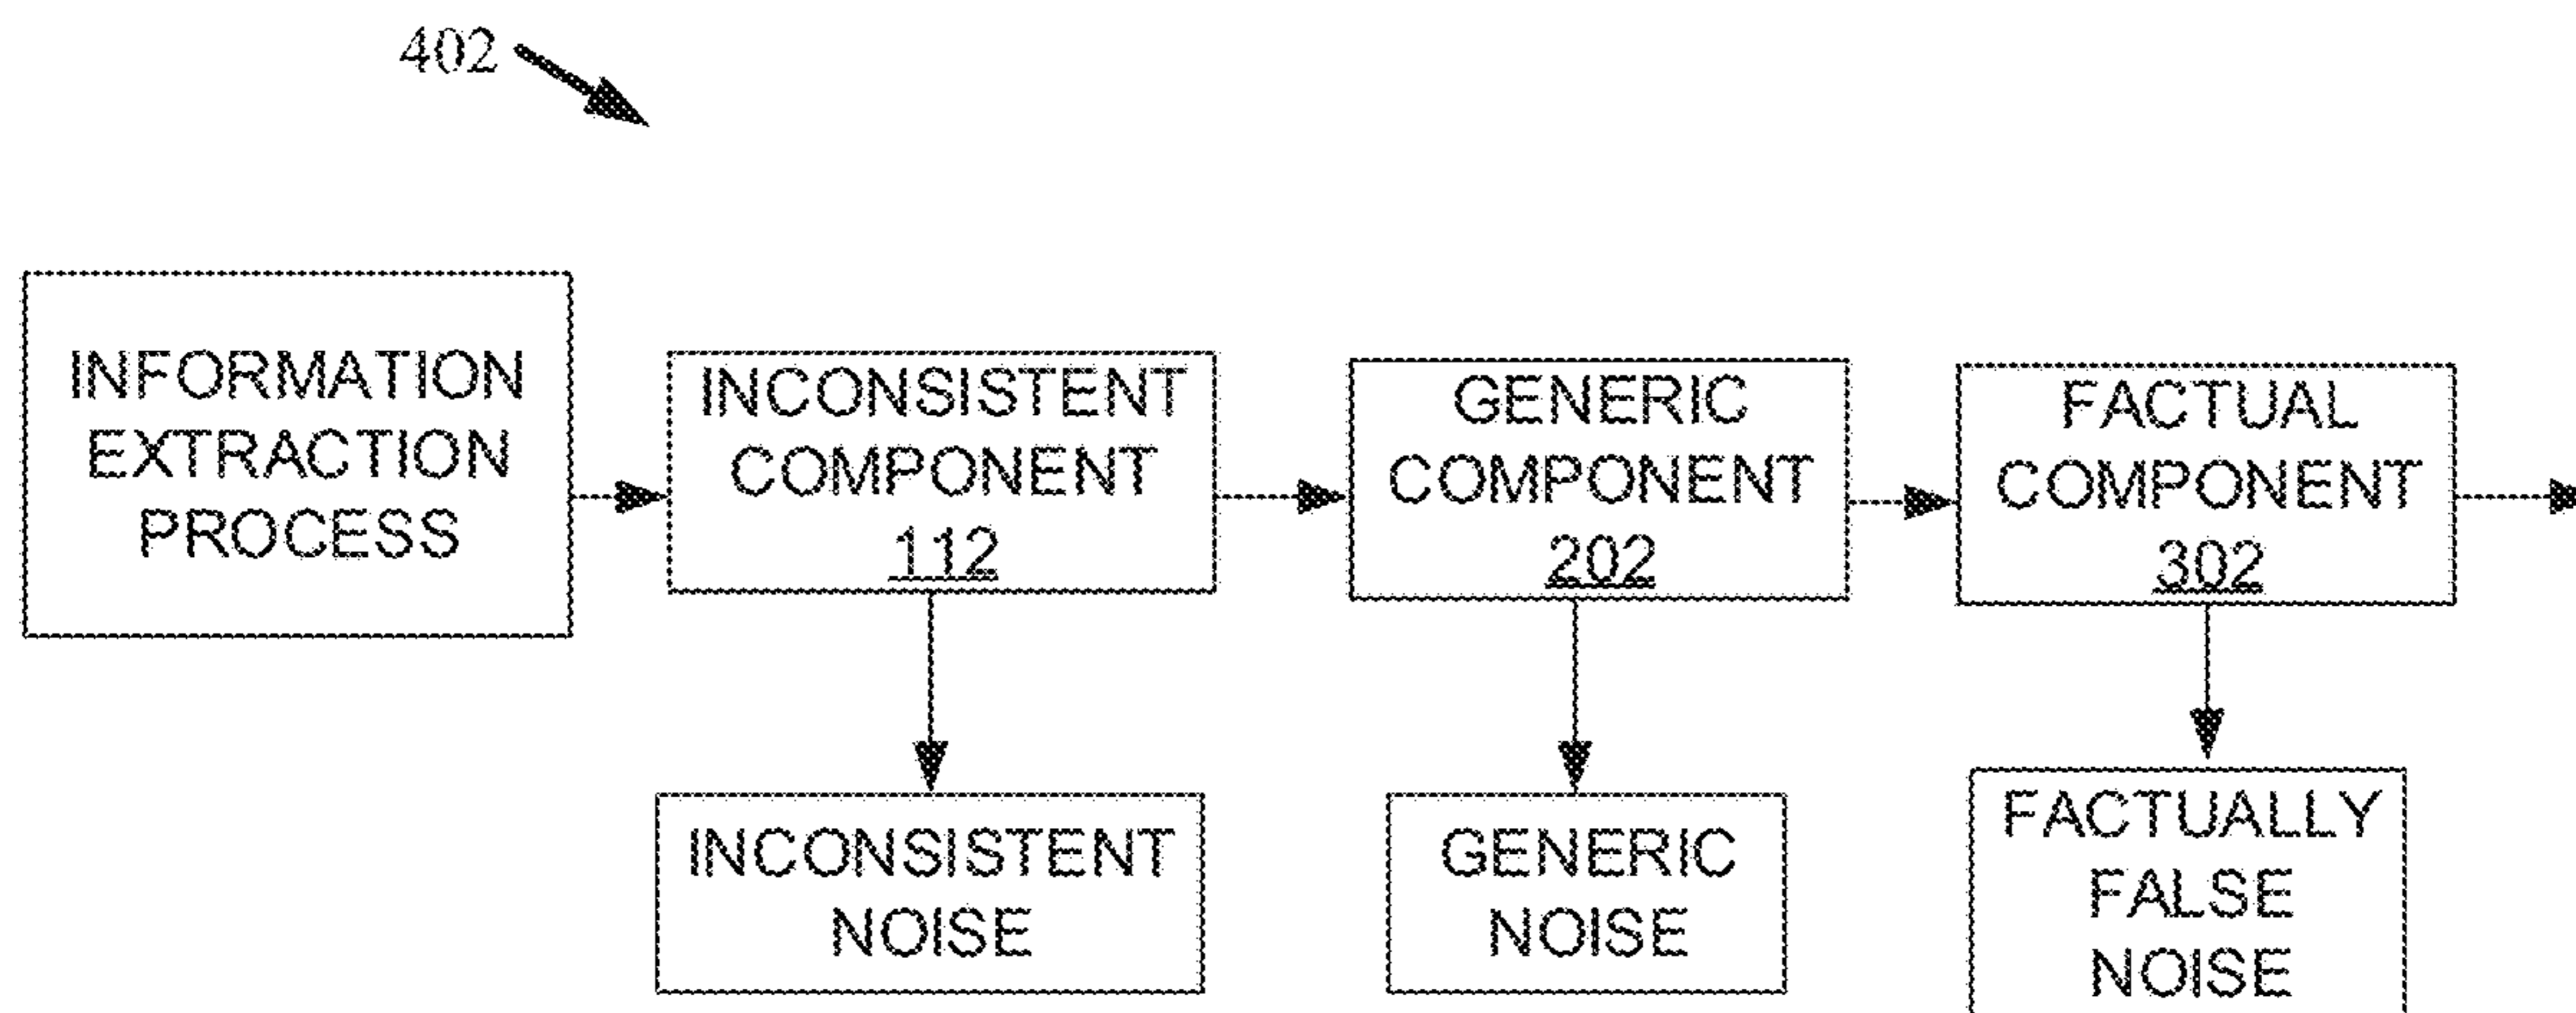 402
INFORMATION
EXTRACTION
PROCESS
INCONSISTENT
COMPONENT
112
GENERIC
COMPONENT
202
FACTUAL
COMPONENT
302
INCONSISTENT
NOISE
GENERIC
NOISE
FACTUALLY
FALSE
NOISE